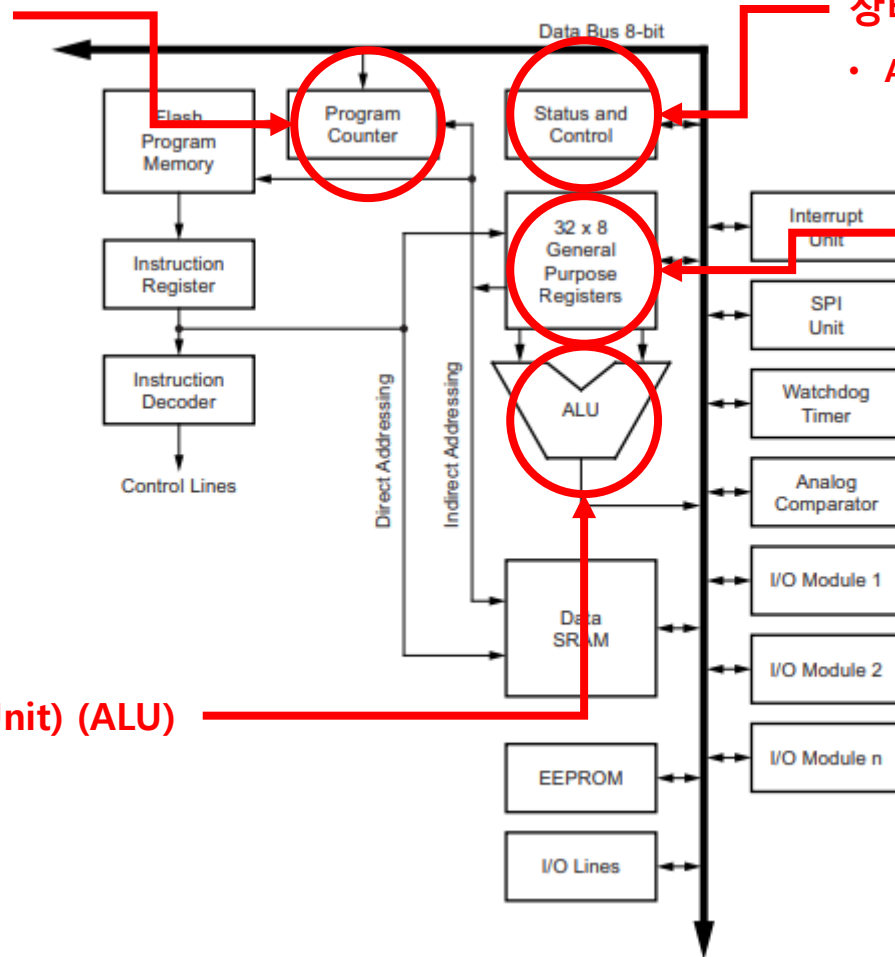 Data Bus 8-bit
• A
Flash
Program
Memory
Program
Counter
Status and
Control
32 x 8
General
Purpose
Registers
Interrupt
Unit
Instruction
Register
SPI
Unit
Instruction
Decoder
ALU
Watchdog
Timer
Control Lines
Direct Addressing
Indirect Addressing
Analog
Comparator
I/O Module 1
Data
SRAM
I/O Module 2
nit) (ALU)
I/O Module n
EEPROM
I/O Lines